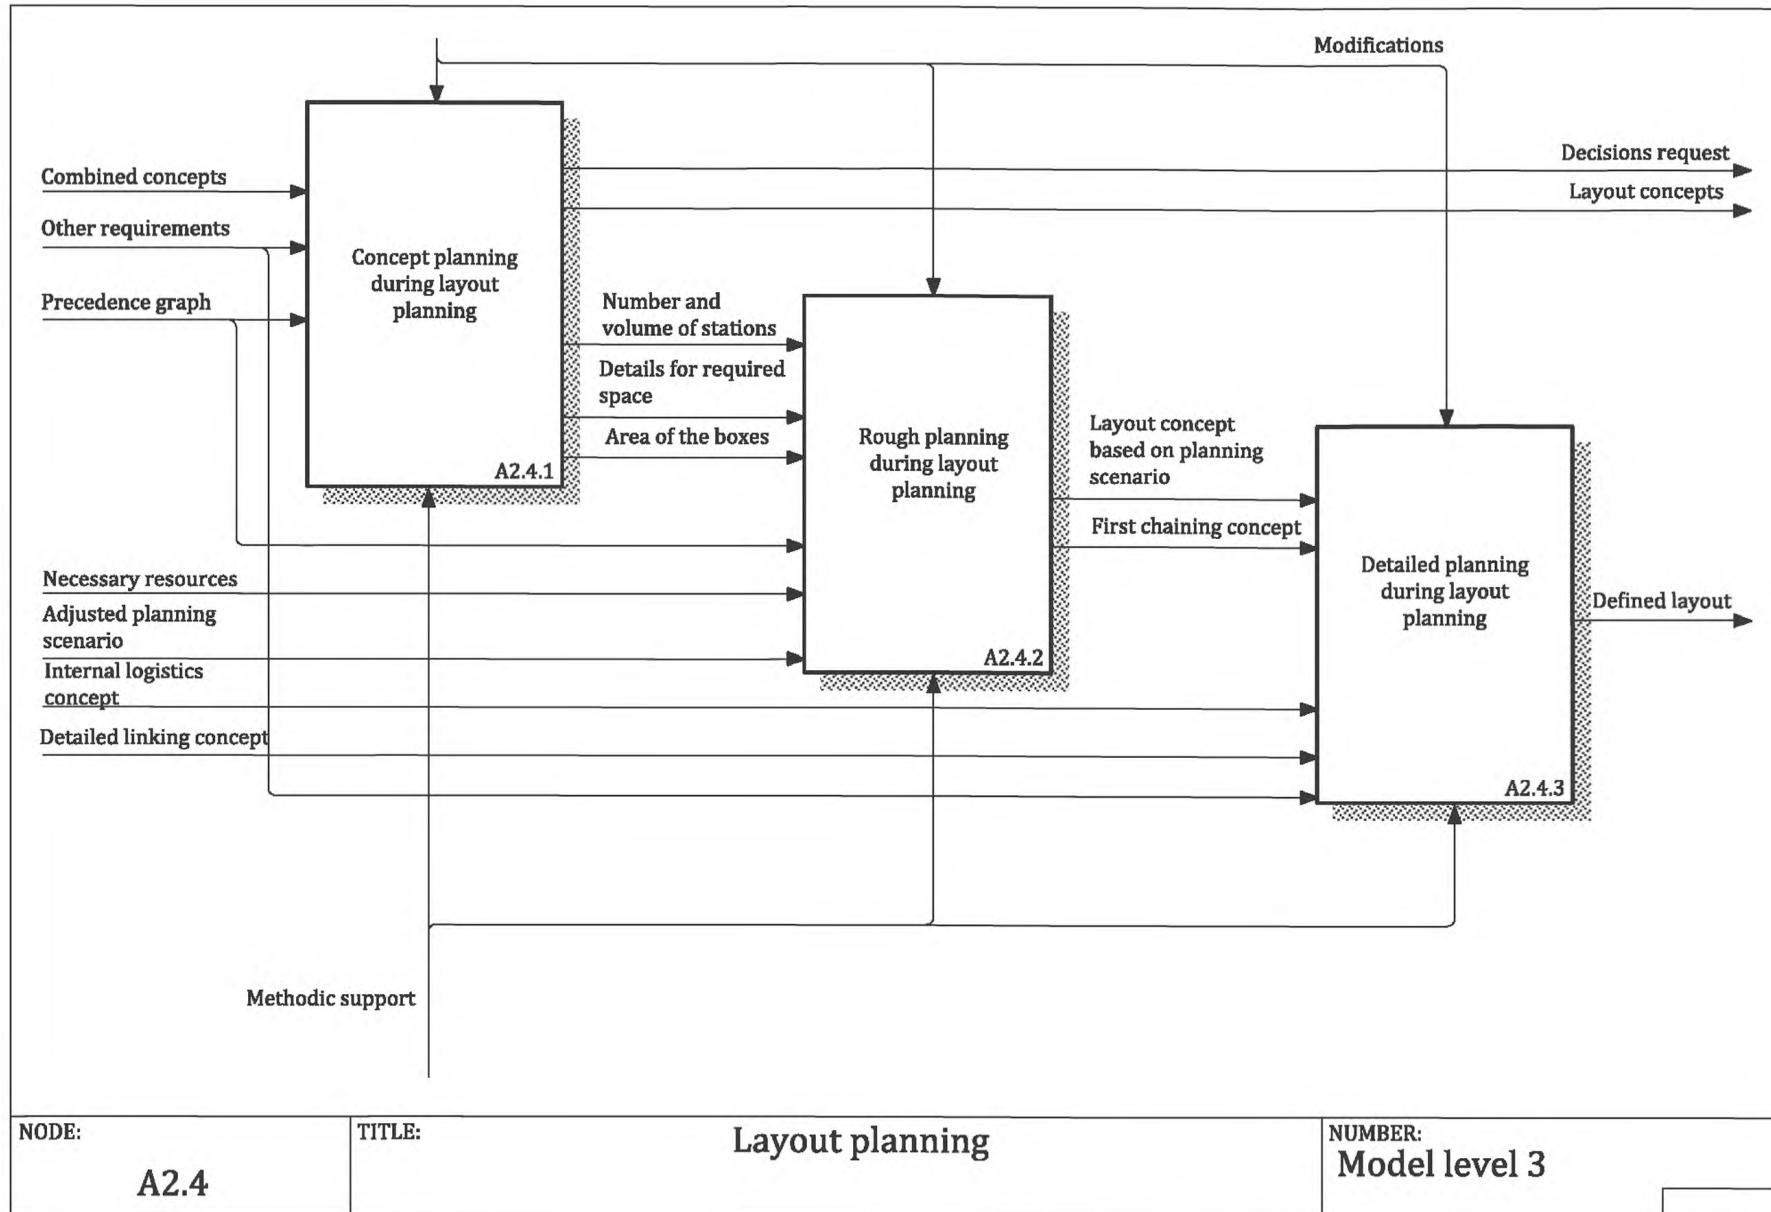 Modifications
Decisions request
Layout concepts
Combined concepts
Other requirements
Precedence graph
Concept planning
during layout
planning
A2.4.1
Number and
volume of stations
Details for required
space
Area of the boxes
Rough planning
during layout
planning
A2.4.2
Layout concept
based on planning
scenario
First chaining concept
Detailed planning
during layout
planning
A2.4.3
Defined layout
Necessary resources
Adjusted planning
scenario
Internal logistics
concept
Detailed linking concept
Methodic support
NODE:
A2.4
TITLE:
Layout planning
NUMBER:
Model level 3